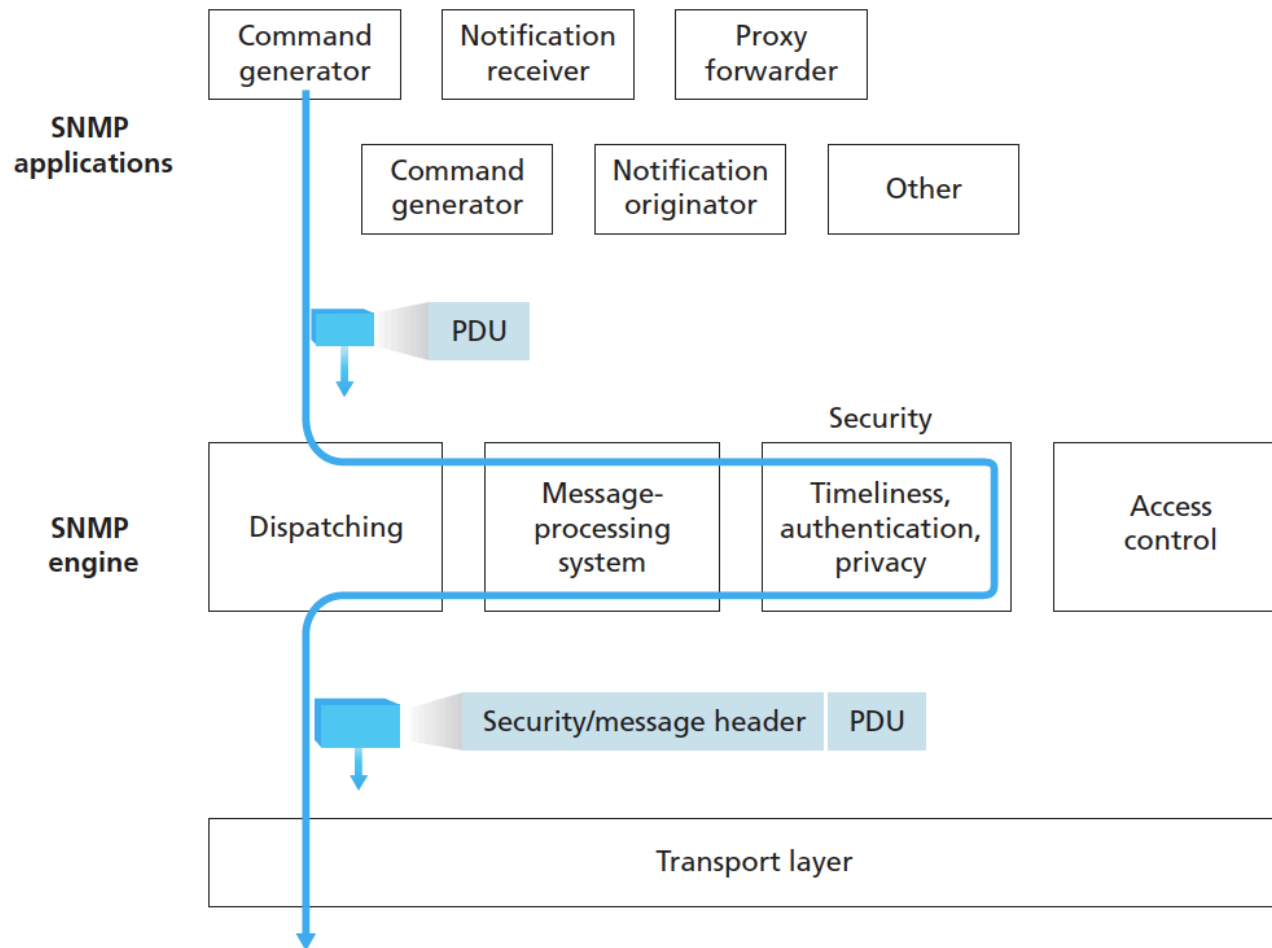 Command
generator
Notification
receiver
Proxy
forwarder
SNMP
applications
Command
generator
Notification
originator
Other
PDU
Security
SNMP
engine
Dispatching
Message-
processing
system
Timeliness,
authentication,
privacy
Access
control
Security/message header
PDU
Transport layer